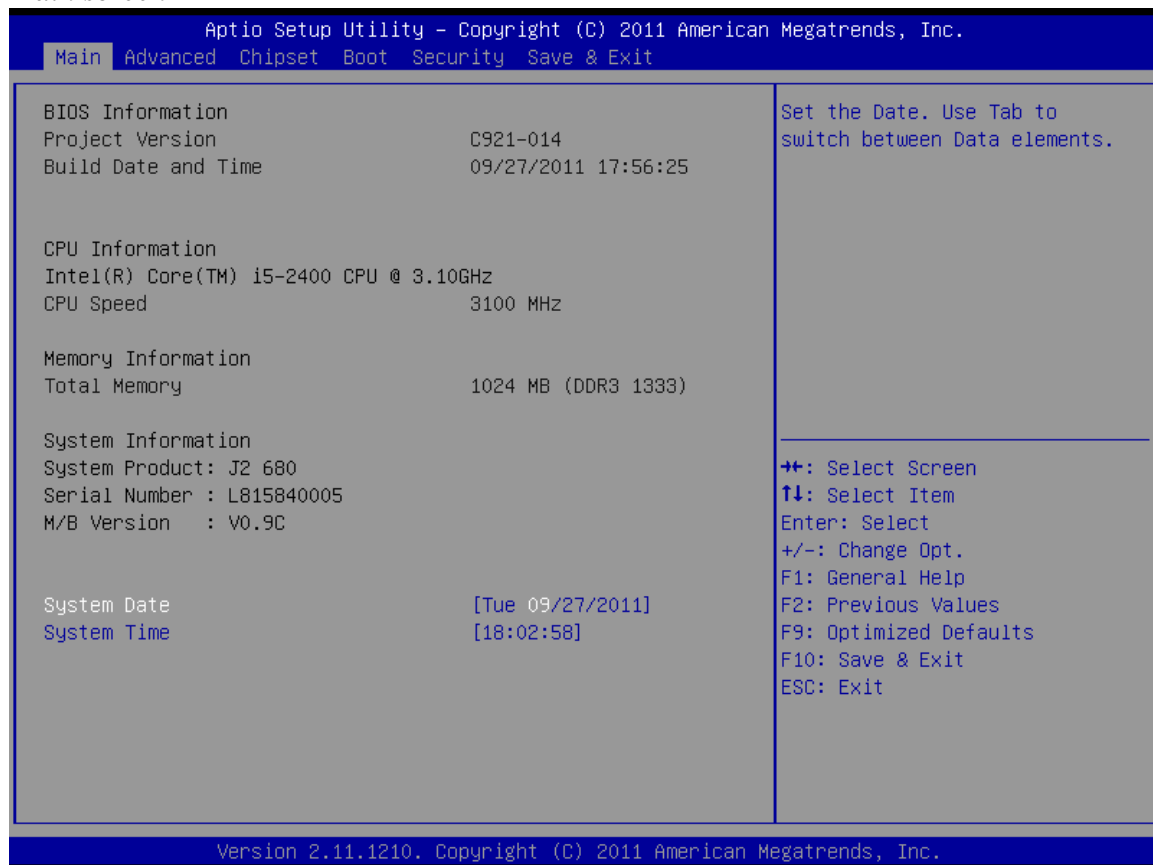 Aptio Setup Utility – Copyright (C) 2011 American Megatrends, Inc.
Main Advanced Chipset Boot Security Save & Exit
BIOS Information
Project Version C921-014
Build Date and Time 09/27/2011 17:56:25
CPU Information
Intel(R) Core(TM) i5-2400 CPU @ 3.10GHz
CPU Speed 3100 MHz
Memory Information
Total Memory 1024 MB (DDR3 1333)
System Information
System Product: J2 680
Serial Number : L815840005
M/B Version : V0.9C
System Date [Tue 09/27/2011]
System Time [18:02:58]
Set the Date. Use Tab to
switch between Data elements.
→←: Select Screen
↑↓: Select Item
Enter: Select
+/-: Change Opt.
F1: General Help
F2: Previous Values
F9: Optimized Defaults
F10: Save & Exit
ESC: Exit
Version 2.11.1210. Copyright (C) 2011 American Megatrends, Inc.